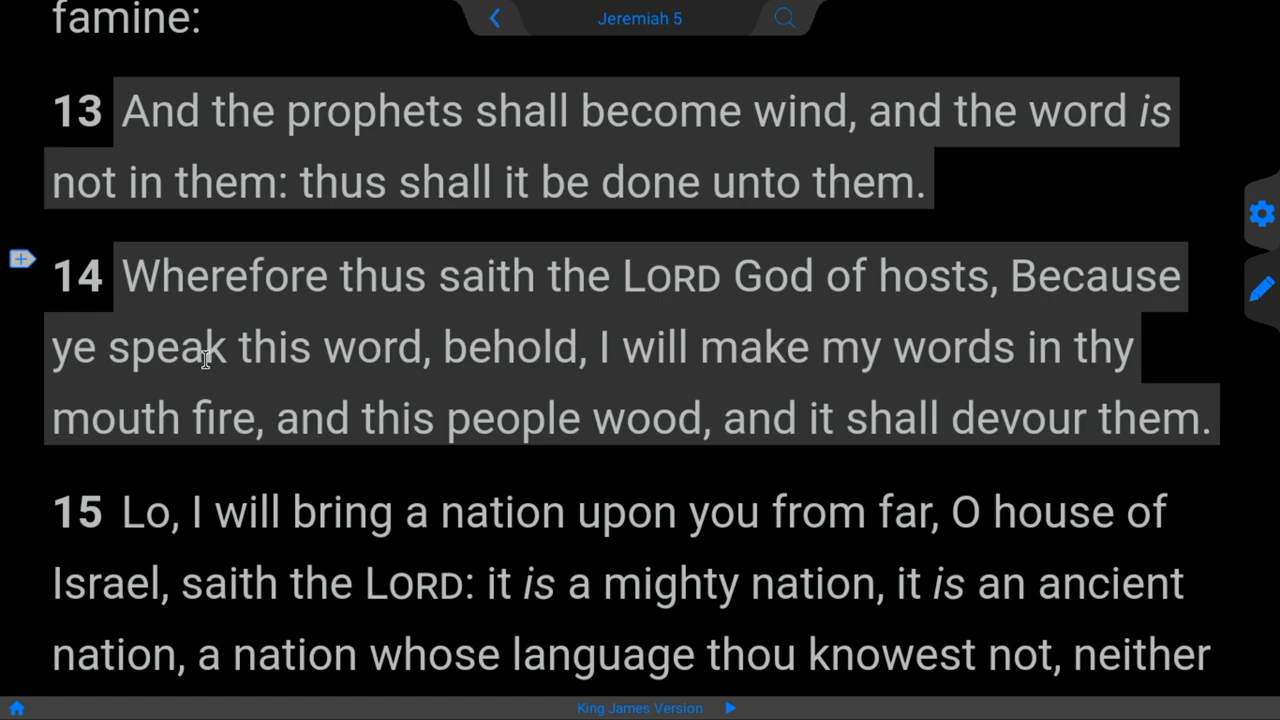 famine:
Jeremiah 5
13 And the prophets shall become wind, and the word is
not in them: thus shall it be done unto them.
14 Wherefore thus saith the LORD God of hosts, Because
ye speak this word, behold, I will make my words in thy
mouth fire, and this people wood, and it shall devour them.
15 Lo, I will bring a nation upon you from far, O house of
Israel, saith the LORD: it is a mighty nation, it is an ancient
nation, a nation whose language thou knowest not, neither
King James Version